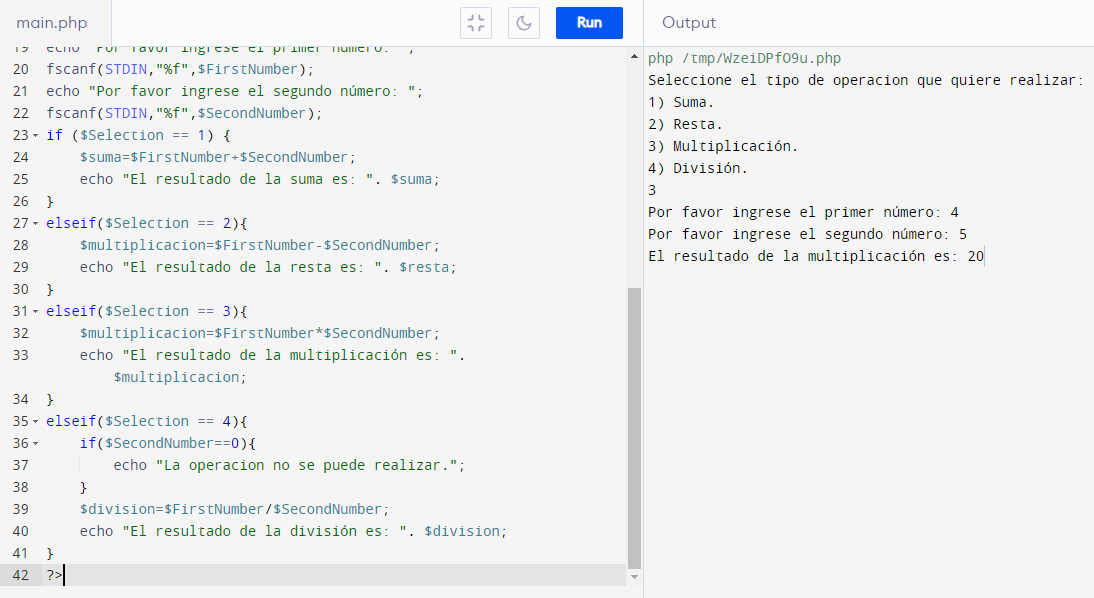 main.php
Run
Output
19 echo "Por favor ingrese el primer número: ";
20 fscanf(STDIN,"%f",$FirstNumber);
21 echo "Por favor ingrese el segundo número: ";
22 fscanf(STDIN,"%f",$SecondNumber);
23 if ($Selection == 1) {
24 $suma=$FirstNumber+$SecondNumber;
25 echo "El resultado de la suma es: ". $suma;
26 }
27 elseif($Selection == 2){
28 $multiplicacion=$FirstNumber-$SecondNumber;
29 echo "El resultado de la resta es: ". $resta;
30 }
31 elseif($Selection == 3){
32 $multiplicacion=$FirstNumber*$SecondNumber;
33 echo "El resultado de la multiplicación es: ".
$multiplicacion;
34 }
35 elseif($Selection == 4){
36 if($SecondNumber==0){
37 echo "La operacion no se puede realizar.";
38 }
39 $division=$FirstNumber/$SecondNumber;
40 echo "El resultado de la división es: ". $division;
41 }
42 ?>
php /tmp/WzeiDPfO9u.php
Seleccione el tipo de operacion que quiere realizar:
1) Suma.
2) Resta.
3) Multiplicación.
4) División.
3
Por favor ingrese el primer número: 4
Por favor ingrese el segundo número: 5
El resultado de la multiplicación es: 20